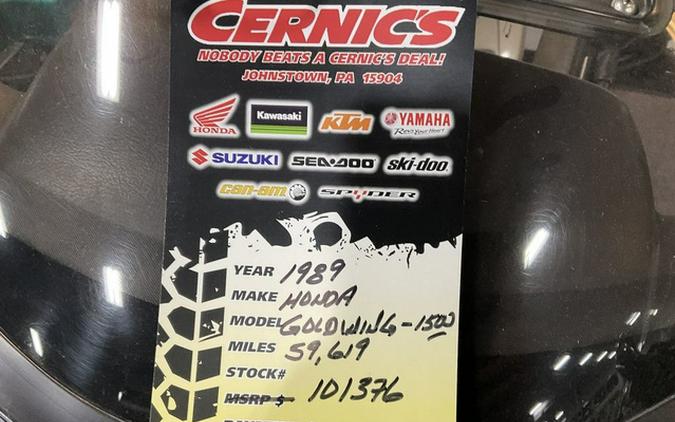 CERNIC'S
NOBODY BEATS A CERNIC'S DEAL!
JOHNSTOWN, PA 15904
HONDA Kawasaki KTM YAMAHA
Revs Your Heart
SUZUKI SEA-DOO ski-doo
can-am SPYDER
YEAR 1989
MAKE HONDA
MODEL GOLDWING-1500
MILES 59,619
STOCK# 101376
MSRP $